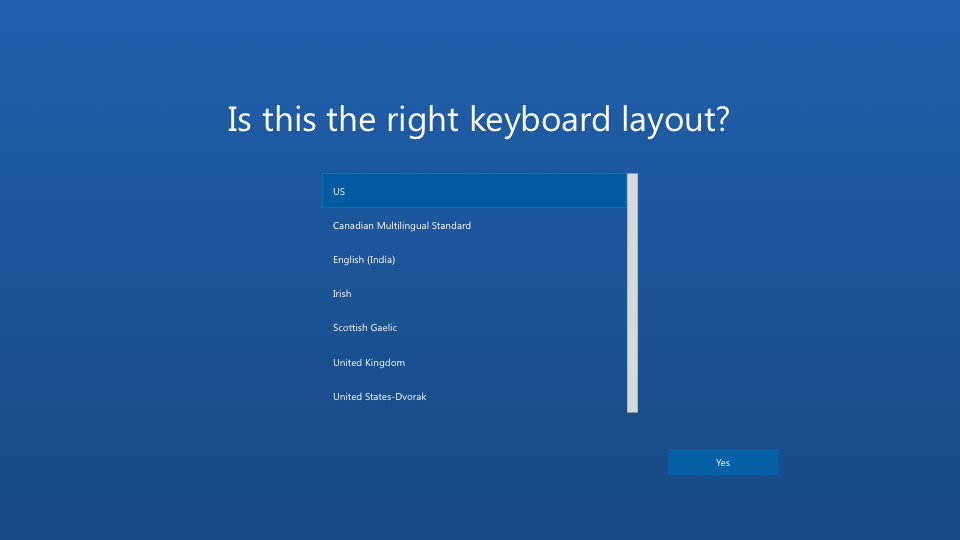 Is this the right keyboard layout?
US
Canadian Multilingual Standard
English (India)
Irish
Scottish Gaelic
United Kingdom
United States-Dvorak
Yes